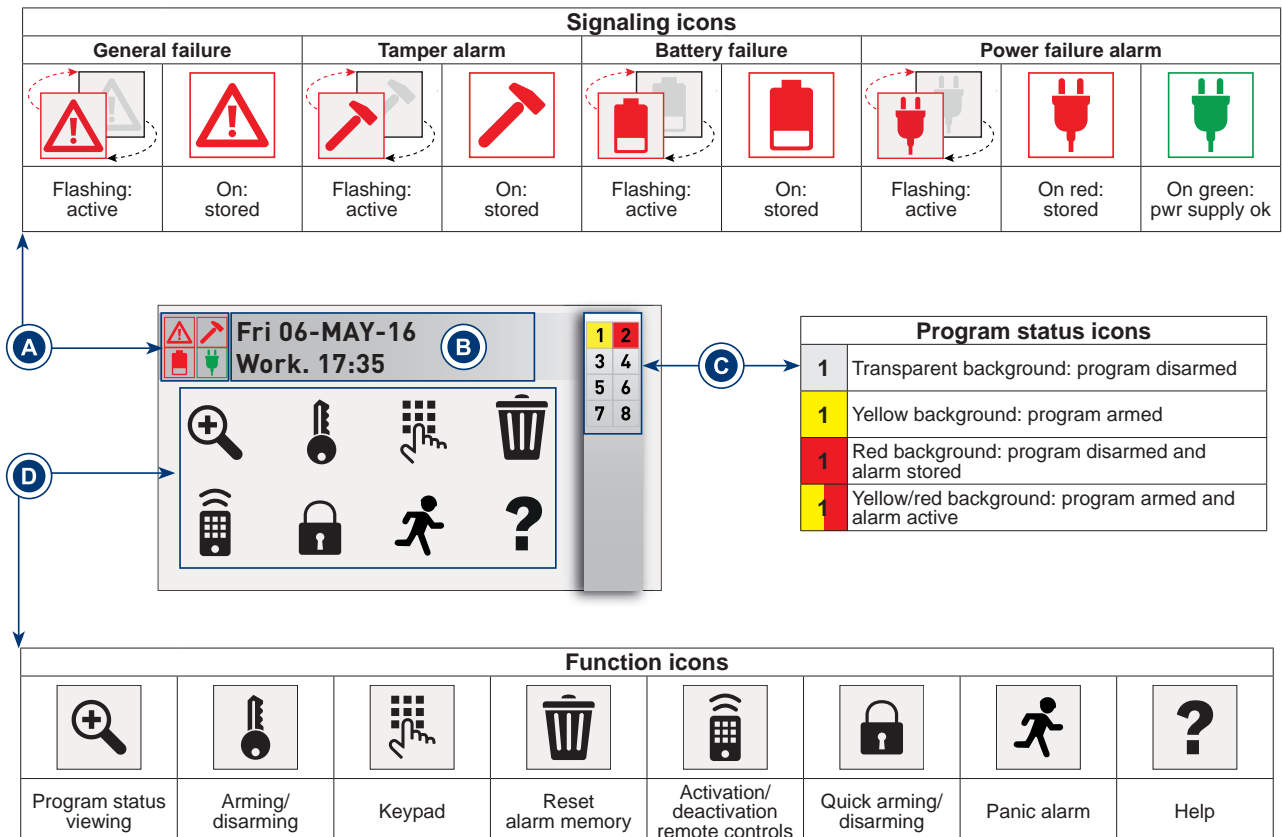 Signaling icons
General failure
Tamper alarm
Battery failure
Power failure alarm
Flashing:
active
On:
stored
Flashing:
active
On:
stored
Flashing:
active
On:
stored
Flashing:
active
On red:
stored
On green:
pwr supply ok
A
Fri 06-MAY-16
Work. 17:35
B
1 2
3 4
5 6
7 8
C
Program status icons
1 Transparent background: program disarmed
1 Yellow background: program armed
1 Red background: program disarmed and
alarm stored
1 Yellow/red background: program armed and
alarm active
D
?
Function icons
?
Program status
viewing
Arming/
disarming
Keypad
Reset
alarm memory
Activation/
deactivation
remote controls
Quick arming/
disarming
Panic alarm
Help